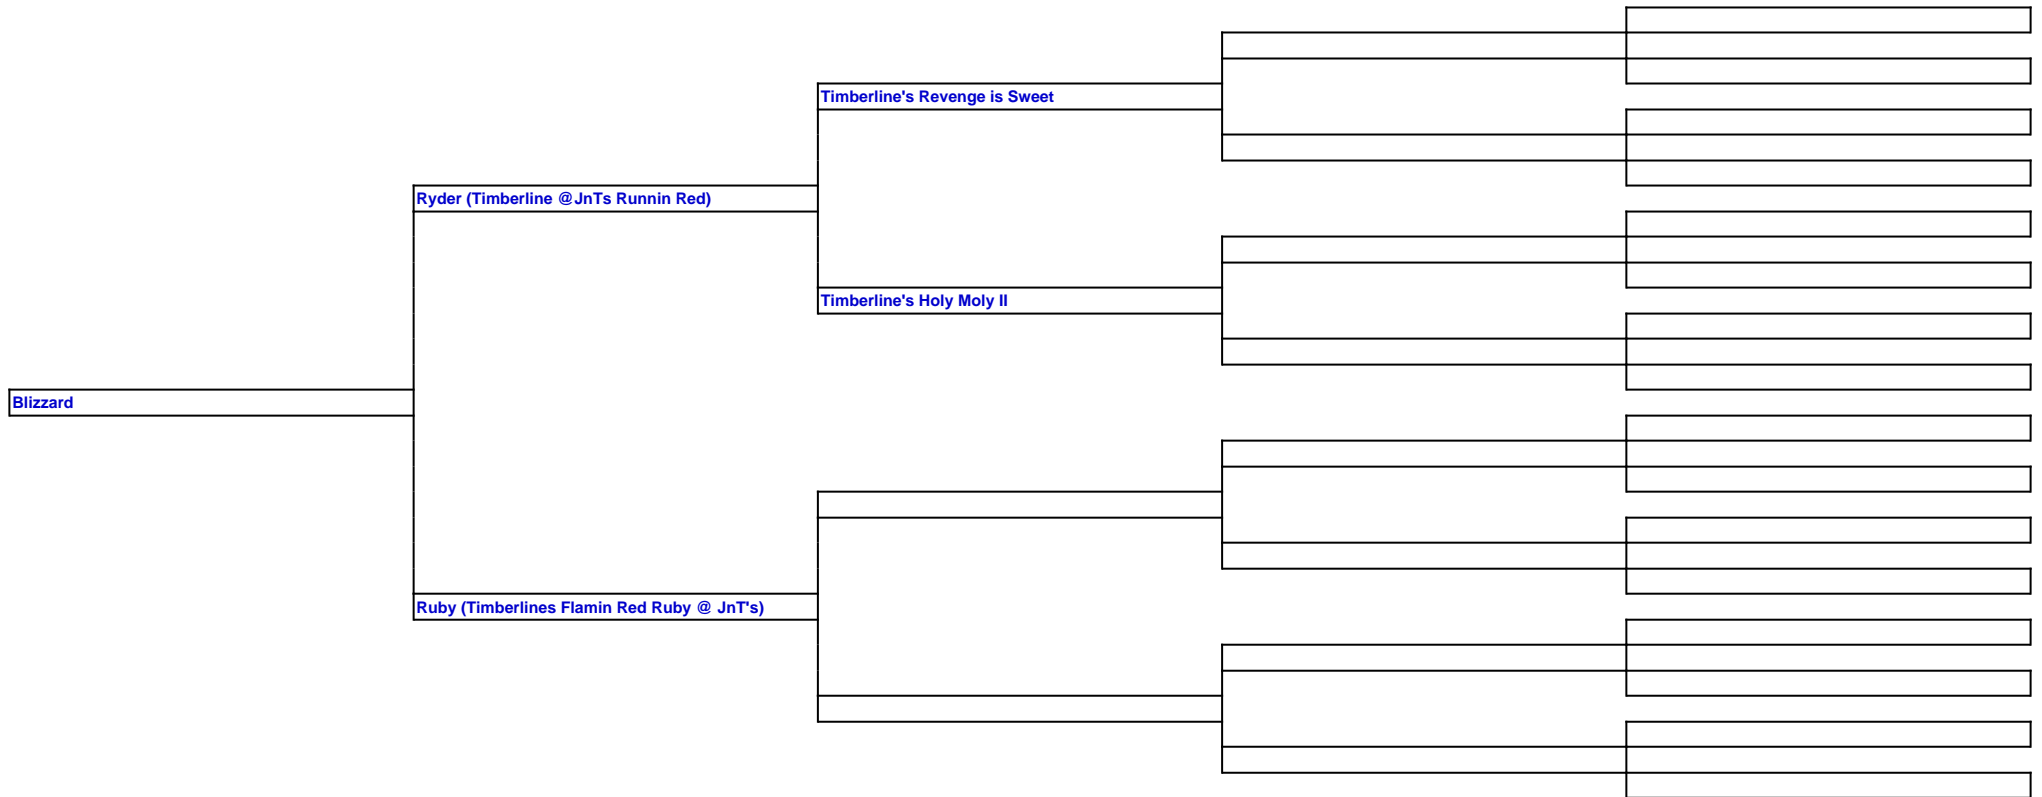 Timberline's Revenge is Sweet
Ryder (Timberline @JnTs Runnin Red)
Timberline's Holy Moly II
Blizzard
Ruby (Timberlines Flamin Red Ruby @ JnT's)